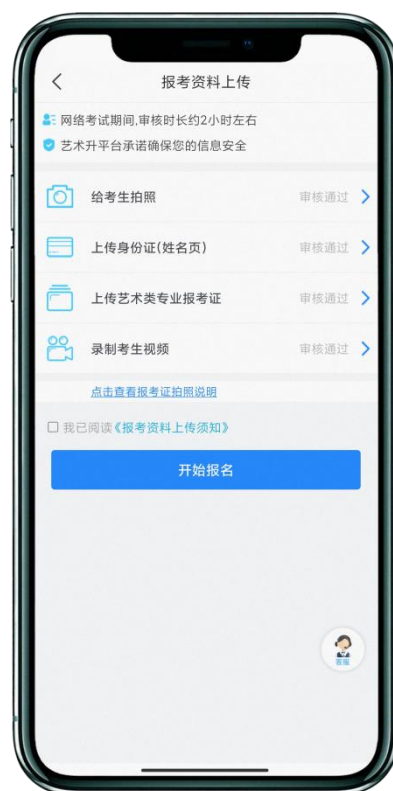 报考资料上传
网络考试期间,审核时长约2小时左右
艺术升平台承诺确保您的信息安全
给考生拍照 审核通过
上传身份证(姓名页) 审核通过
上传艺术类专业报考证 审核通过
录制考生视频 审核通过
点击查看报考证拍照说明
我已阅读《报考资料上传须知》
开始报名
客服